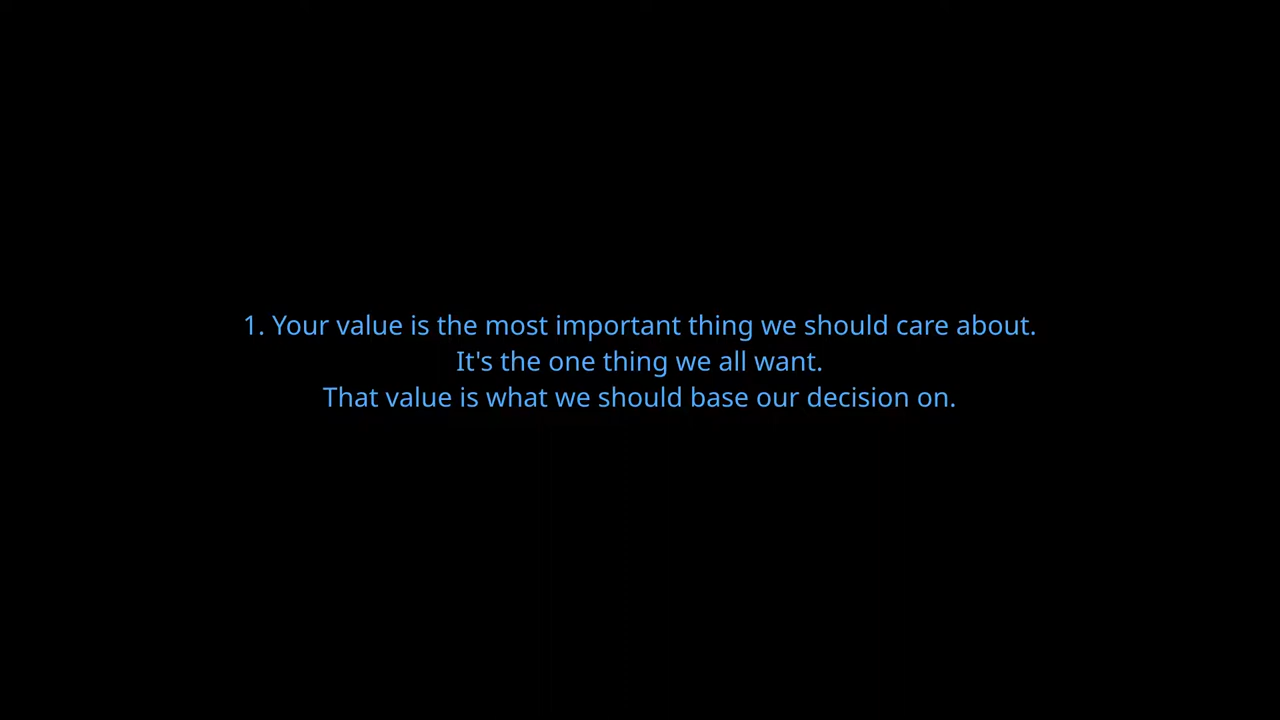 1. Your value is the most important thing we should care about.
It's the one thing we all want.
That value is what we should base our decision on.